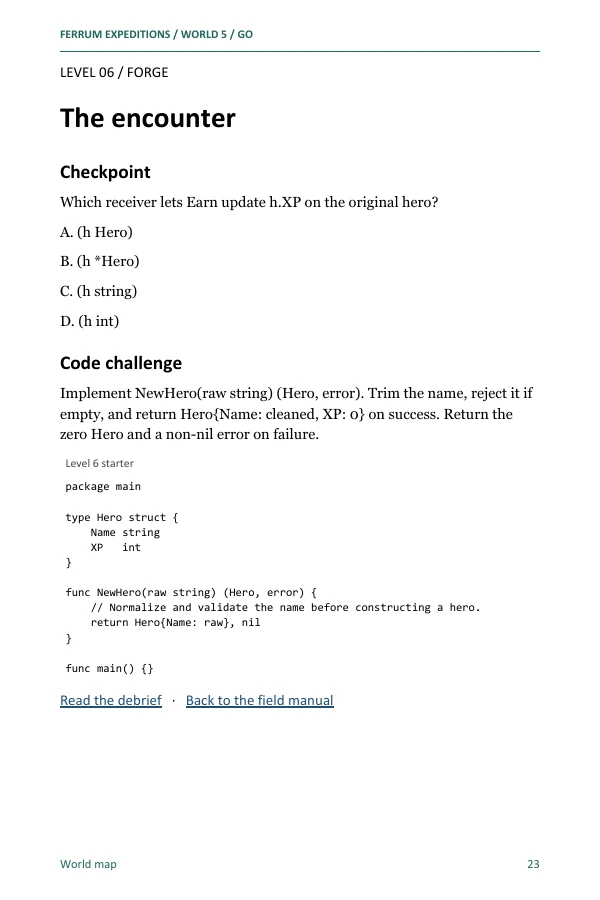 FERRUM EXPEDITIONS / WORLD 5 / GO
LEVEL 06 / FORGE
The encounter
Checkpoint
Which receiver lets Earn update h.XP on the original hero?
A. (h Hero)
B. (h *Hero)
C. (h string)
D. (h int)
Code challenge
Implement NewHero(raw string) (Hero, error). Trim the name, reject it if
empty, and return Hero{Name: cleaned, XP: 0} on success. Return the
zero Hero and a non-nil error on failure.
Level 6 starter
package main
type Hero struct {
    Name string
    XP   int
}
func NewHero(raw string) (Hero, error) {
    // Normalize and validate the name before constructing a hero.
    return Hero{Name: raw}, nil
}
func main() {}
Read the debrief · Back to the field manual
World map 23